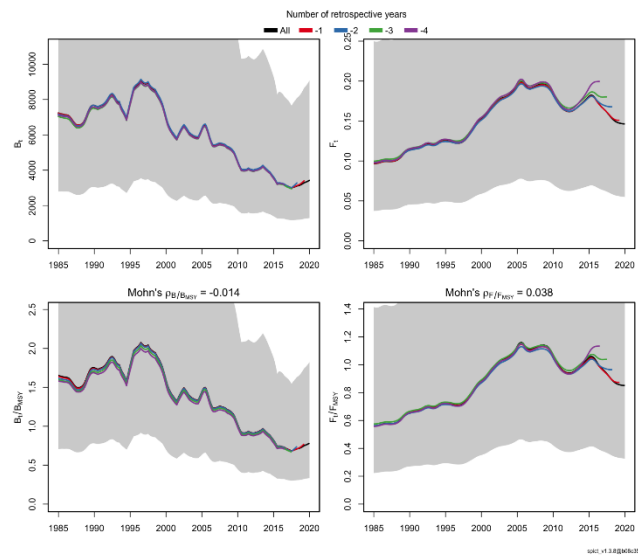 Number of retrospective years
All -1 -2 -3 -4
Bt
0 2000 4000 6000 8000 10000
1985 1990 1995 2000 2005 2010 2015 2020
Ft
0.00 0.05 0.10 0.15 0.20 0.25
1985 1990 1995 2000 2005 2010 2015 2020
Mohn's ρB/BMSY = -0.014
Bt/BMSY
0.0 0.5 1.0 1.5 2.0 2.5
1985 1990 1995 2000 2005 2010 2015 2020
Mohn's ρF/FMSY = 0.038
Ft/FMSY
0.0 0.2 0.4 0.6 0.8 1.0 1.2 1.4
1985 1990 1995 2000 2005 2010 2015 2020